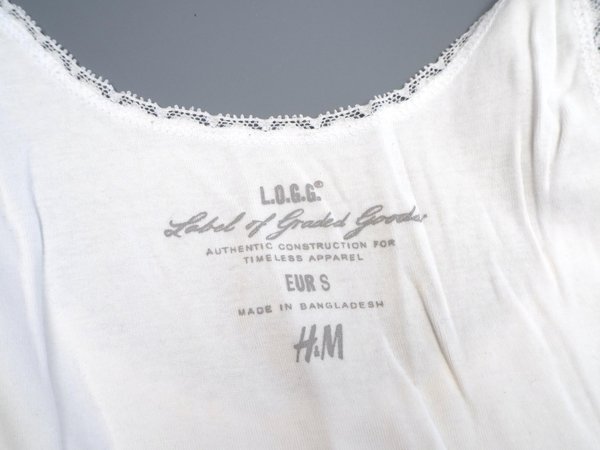 L.O.G.G.®
Label of Graded Goods
AUTHENTIC CONSTRUCTION FOR
TIMELESS APPAREL
EUR S
MADE IN BANGLADESH
H&M